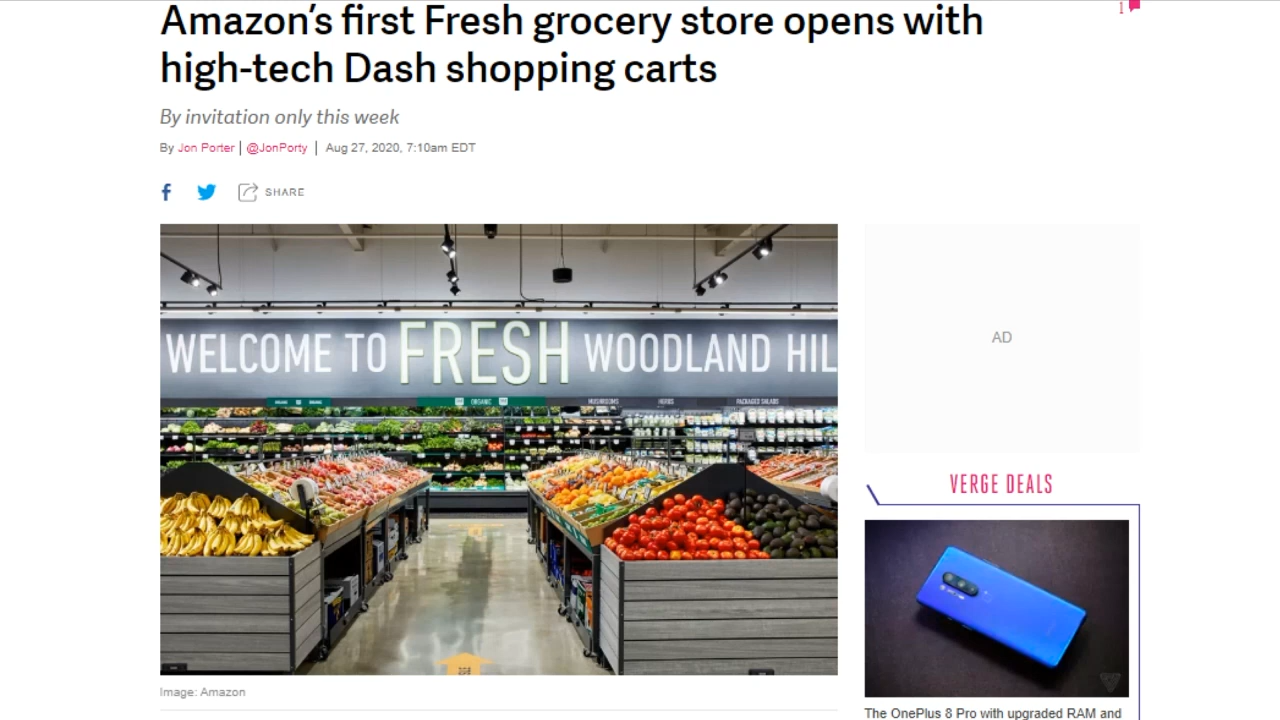 Amazon’s first Fresh grocery store opens with
high-tech Dash shopping carts
1
By invitation only this week
By Jon Porter | @JonPorty | Aug 27, 2020, 7:10am EDT
SHARE
WELCOME TO FRESH WOODLAND HIL
ORGANIC
MUSHROOMS
HERBS
PACKAGED SALADS
AD
VERGE DEALS
Image: Amazon
The OnePlus 8 Pro with upgraded RAM and